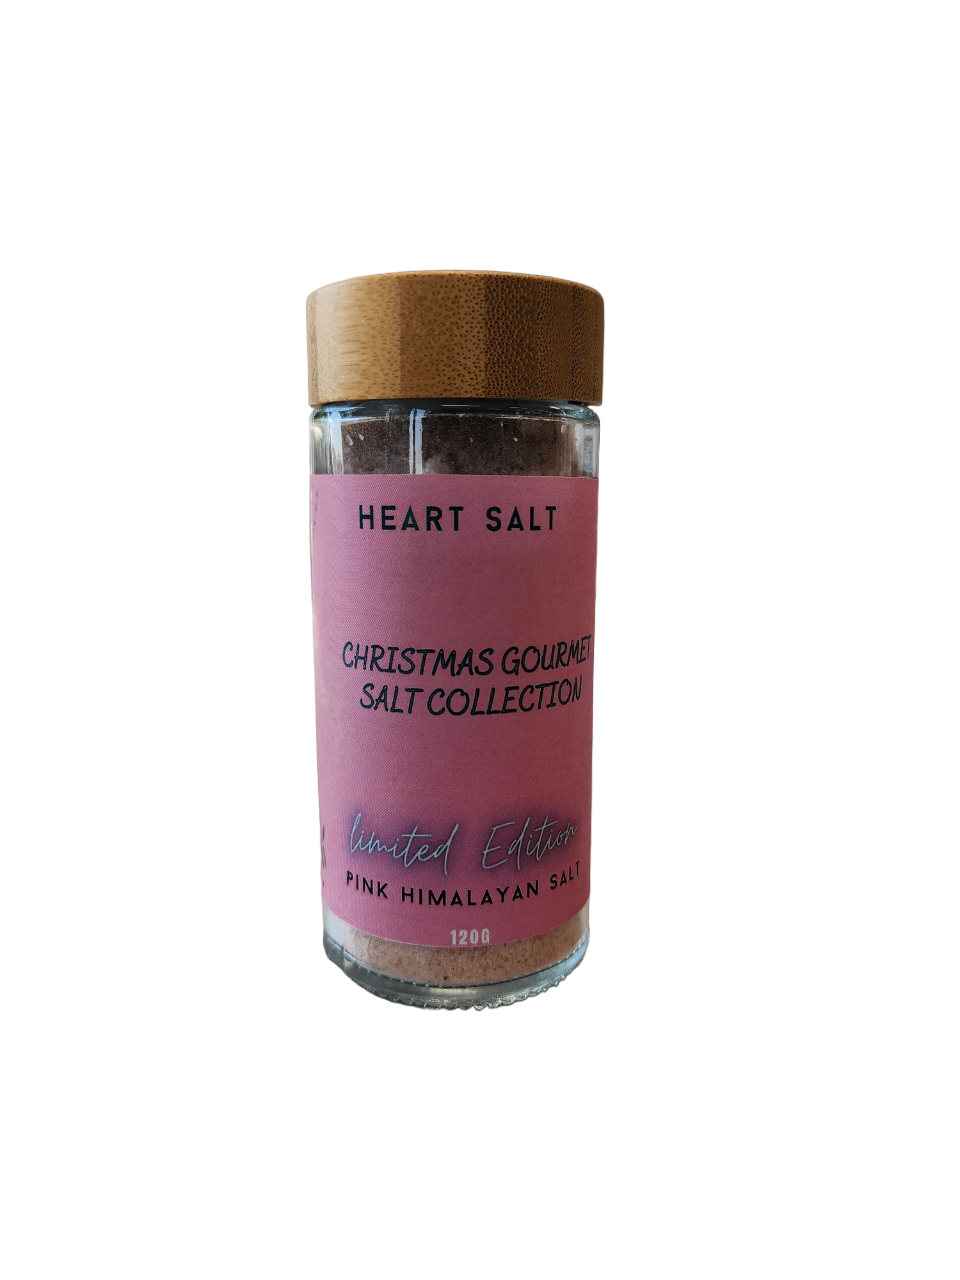 HEART SALT
CHRISTMAS GOURMET
SALT COLLECTION
limited Edition
PINK HIMALAYAN SALT
120G